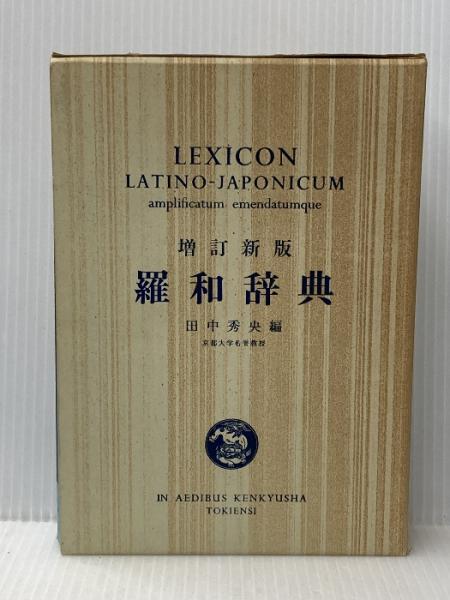 LEXICON
LATINO-JAPONICUM
amplificatum emendatumque
増訂新版
羅和辞典
田中秀央編
京都大学名誉教授
IN AEDIBUS KENKYUSHA
TOKIENSI